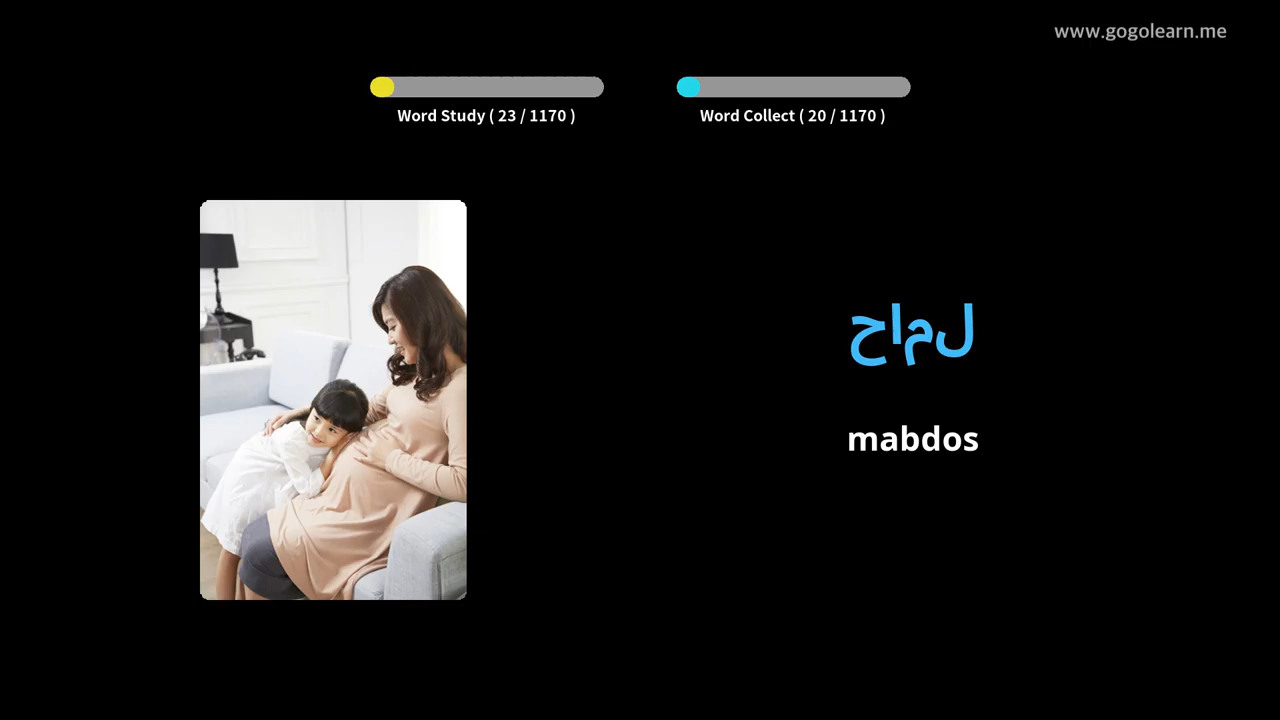 www.gogolearn.me
Word Study ( 23 / 1170 )
Word Collect ( 20 / 1170 )
حامل
mabdos